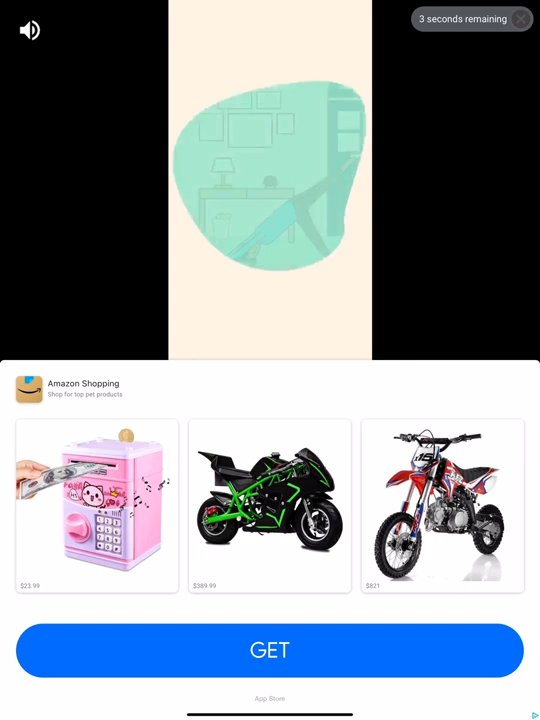 3 seconds remaining
Amazon Shopping
Shop for top pet products
$23.99
$389.99
$821
GET
App Store